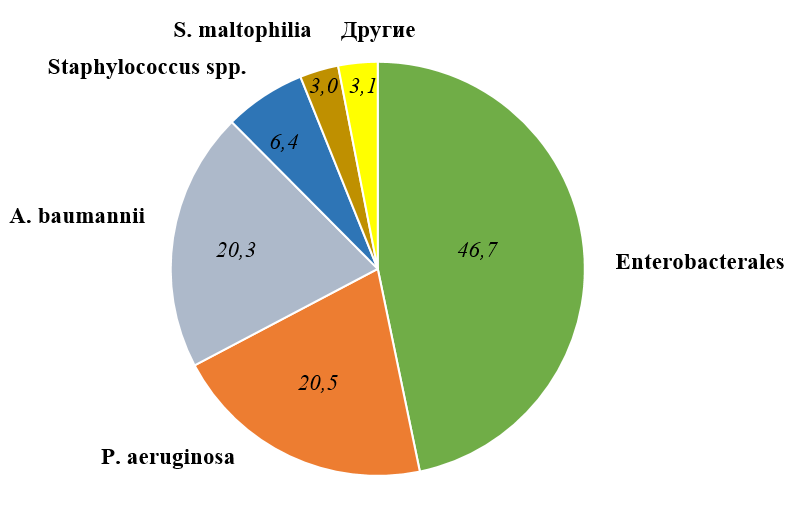 S. maltophilia Другие
Staphylococcus spp.
3,0 3,1
6,4
A. baumannii
20,3
46,7
Enterobacterales
20,5
P. aeruginosa